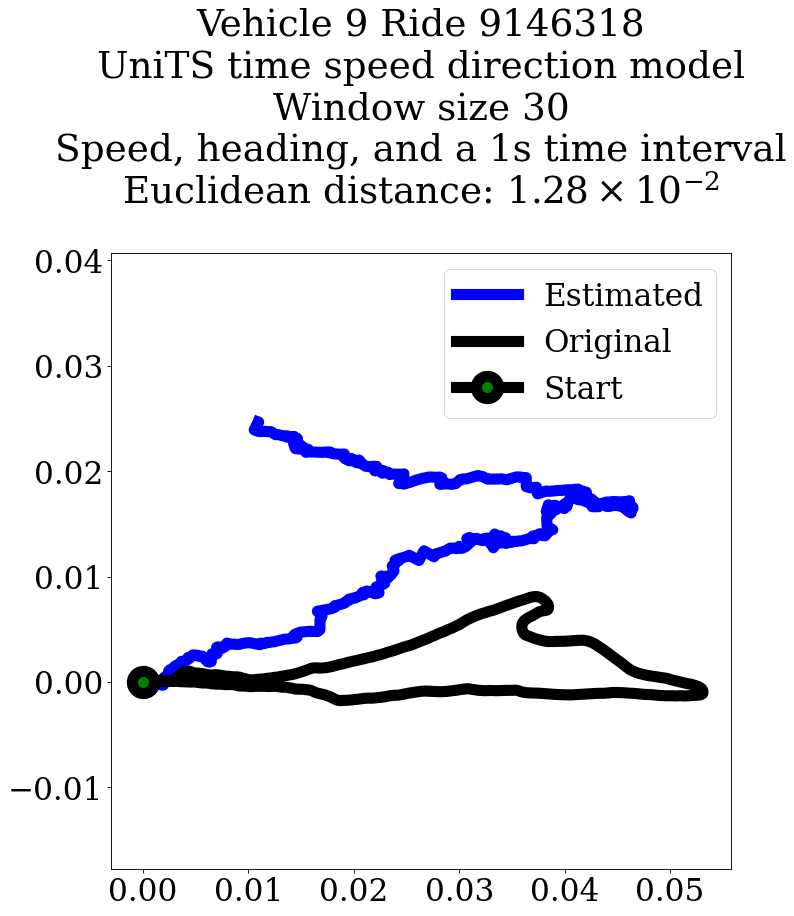 Vehicle 9 Ride 9146318
UniTS time speed direction model
Window size 30
Speed, heading, and a 1s time interval
Euclidean distance: 1.28 × 10⁻²
Estimated
Original
Start
0.04
0.03
0.02
0.01
0.00
−0.01
0.00 0.01 0.02 0.03 0.04 0.05